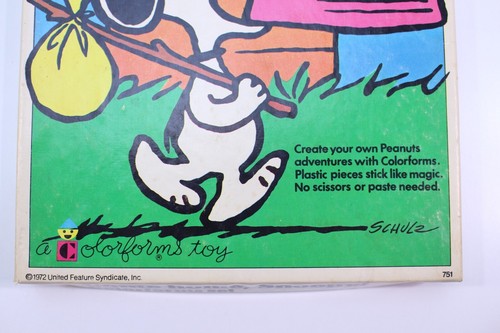 Create your own Peanuts
adventures with Colorforms.
Plastic pieces stick like magic.
No scissors or paste needed.
SCHULZ
a Colorforms toy
©1972 United Feature Syndicate, Inc.
751